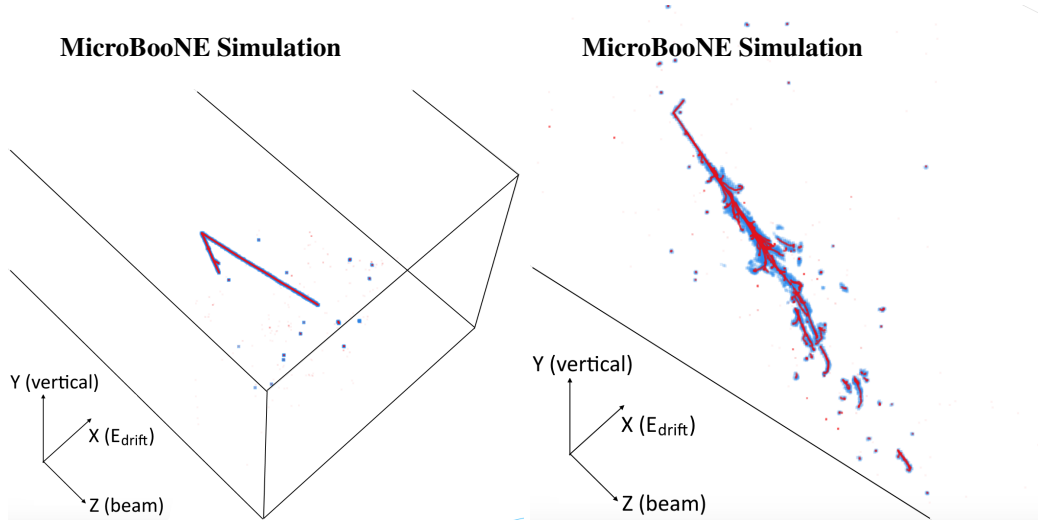 MicroBooNE Simulation
Y (vertical)
X (Edrift)
Z (beam)
MicroBooNE Simulation
Y (vertical)
X (Edrift)
Z (beam)